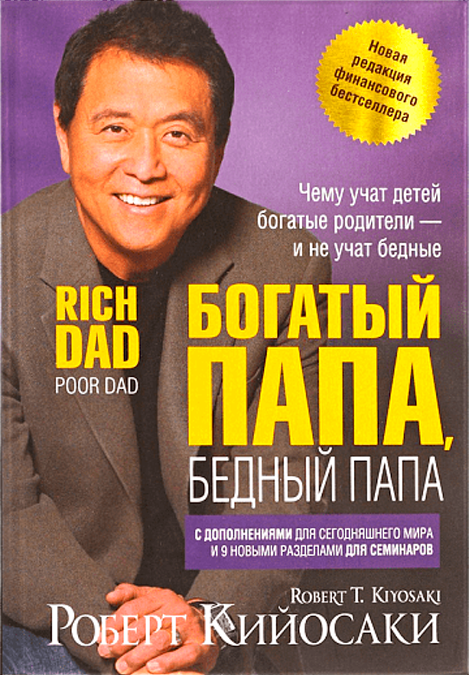 Новая
редакция
финансового
бестселлера
Чему учат детей
богатые родители —
и не учат бедные
RICH
DAD
POOR DAD
БОГАТЫЙ
ПАПА,
БЕДНЫЙ ПАПА
С ДОПОЛНЕНИЯМИ ДЛЯ СЕГОДНЯШНЕГО МИРА
И 9 НОВЫМИ РАЗДЕЛАМИ ДЛЯ СЕМИНАРОВ
ROBERT T. KIYOSAKI
РОБЕРТ КИЙОСАКИ